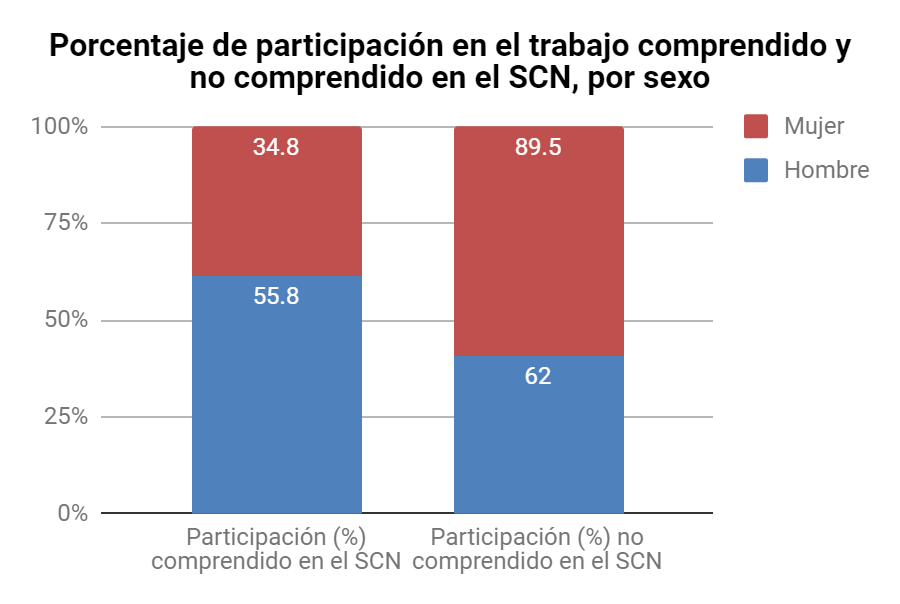 Porcentaje de participación en el trabajo comprendido y
no comprendido en el SCN, por sexo
100%
75%
50%
25%
0%
34.8
55.8
89.5
62
Mujer
Hombre
Participación (%)
comprendido en el SCN
Participación (%) no
comprendido en el SCN